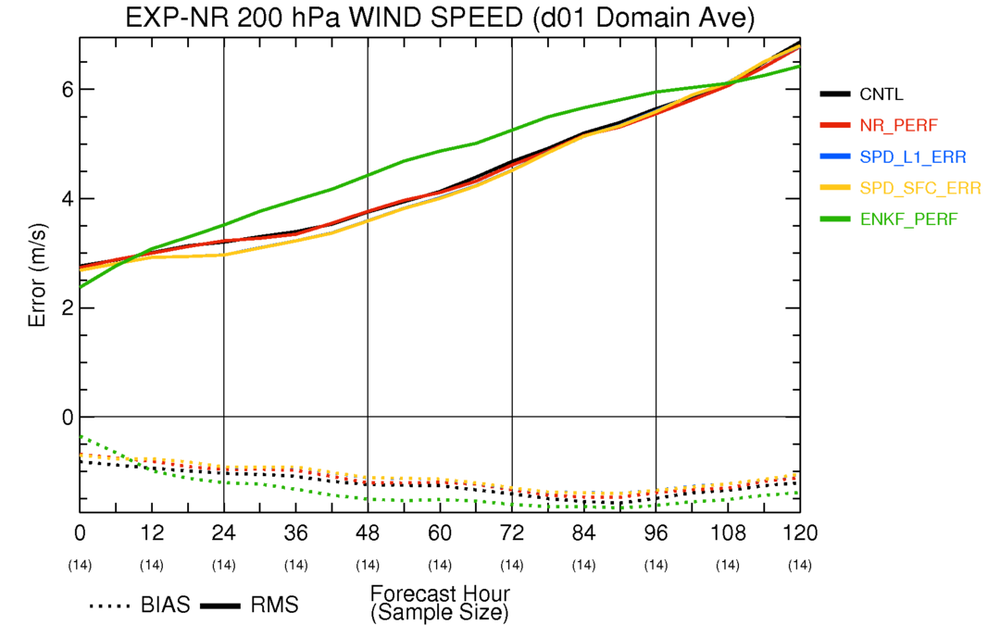 EXP-NR 200 hPa WIND SPEED (d01 Domain Ave)
Error (m/s)
6
4
2
0
CNTL
NR_PERF
SPD_L1_ERR
SPD_SFC_ERR
ENKF_PERF
0 12 24 36 48 60 72 84 96 108 120
(14) (14) (14) (14) (14) (14) (14) (14) (14) (14) (14)
BIAS RMS
Forecast Hour
(Sample Size)